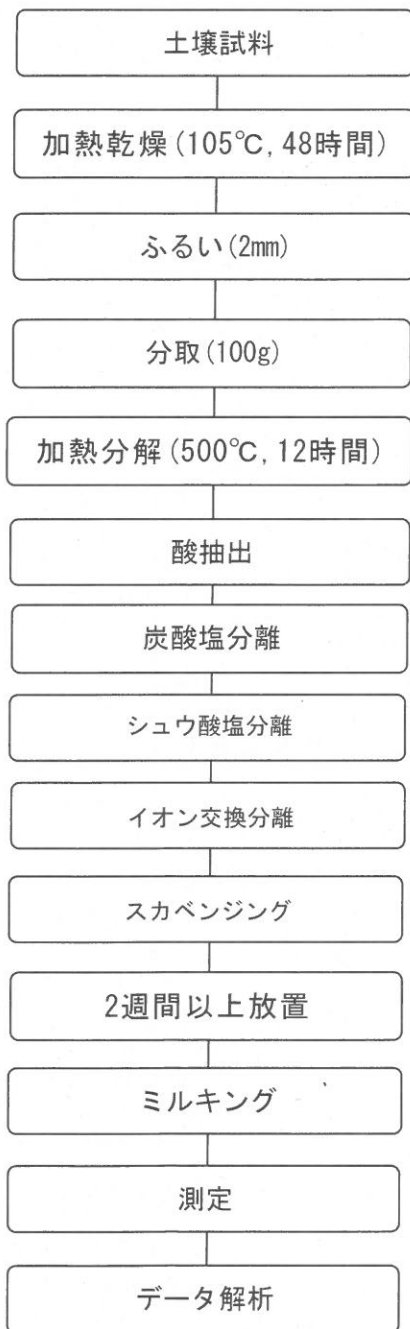 土壌試料
加熱乾燥(105℃, 48時間)
ふるい(2mm)
分取(100g)
加熱分解(500℃, 12時間)
酸抽出
炭酸塩分離
シュウ酸塩分離
イオン交換分離
スカベンジング
2週間以上放置
ミルキング
測定
データ解析